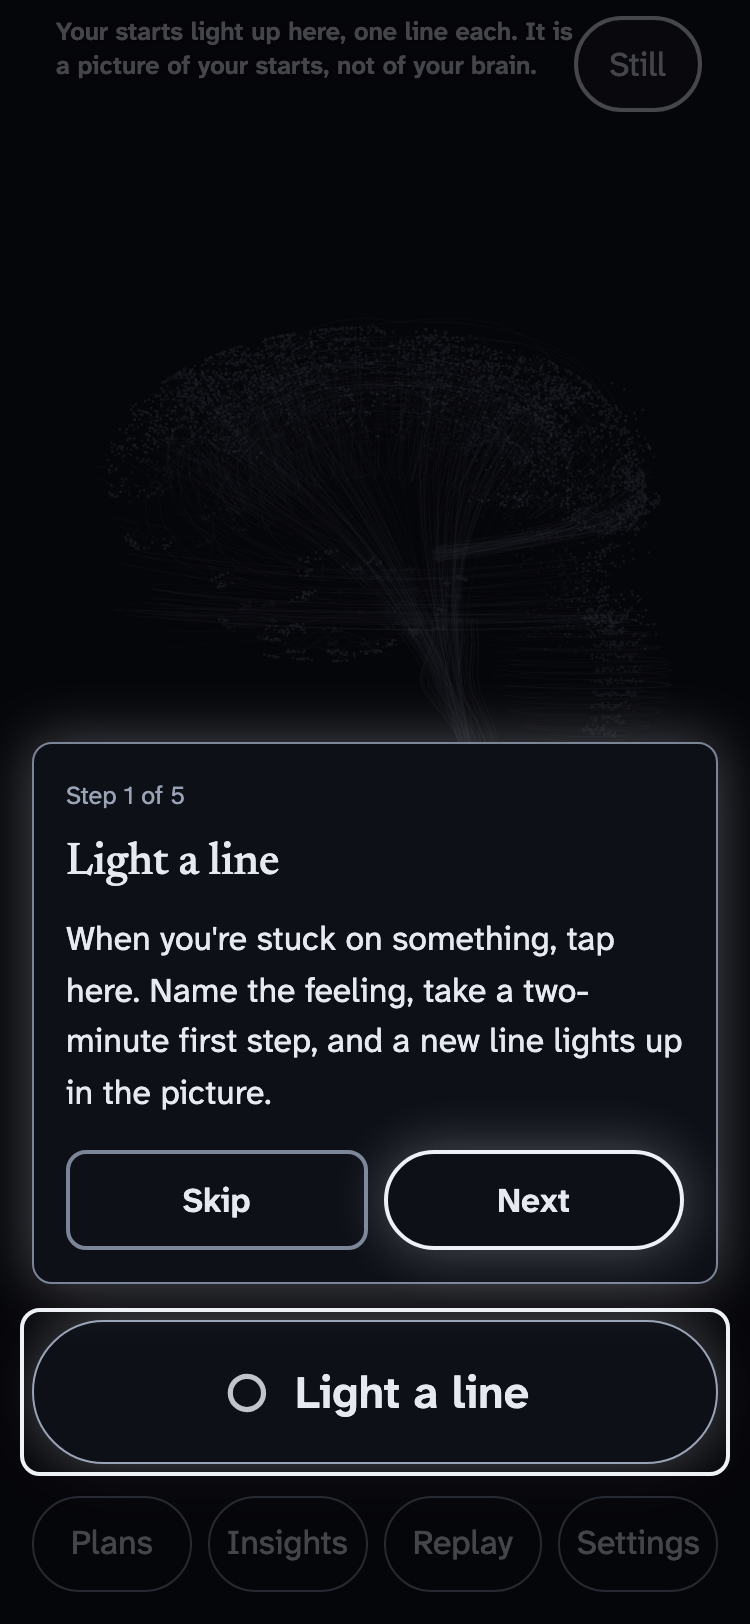 Your starts light up here, one line each. It is
a picture of your starts, not of your brain.
Still
Step 1 of 5
Light a line
When you're stuck on something, tap
here. Name the feeling, take a two-
minute first step, and a new line lights up
in the picture.
Skip
Next
Light a line
Plans
Insights
Replay
Settings